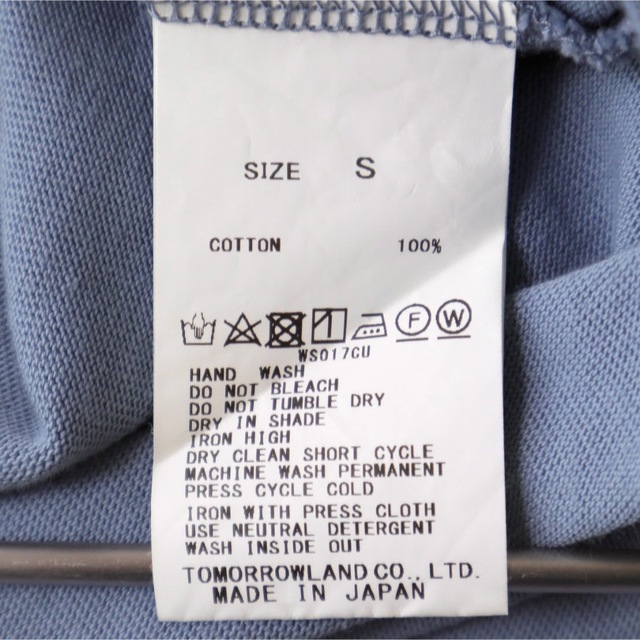 SIZE S
COTTON 100%
F W
WS017CU
HAND WASH
DO NOT BLEACH
DO NOT TUMBLE DRY
DRY IN SHADE
IRON HIGH
DRY CLEAN SHORT CYCLE
MACHINE WASH PERMANENT
PRESS CYCLE COLD
IRON WITH PRESS CLOTH
USE NEUTRAL DETERGENT
WASH INSIDE OUT
TOMORROWLAND CO., LTD.
MADE IN JAPAN